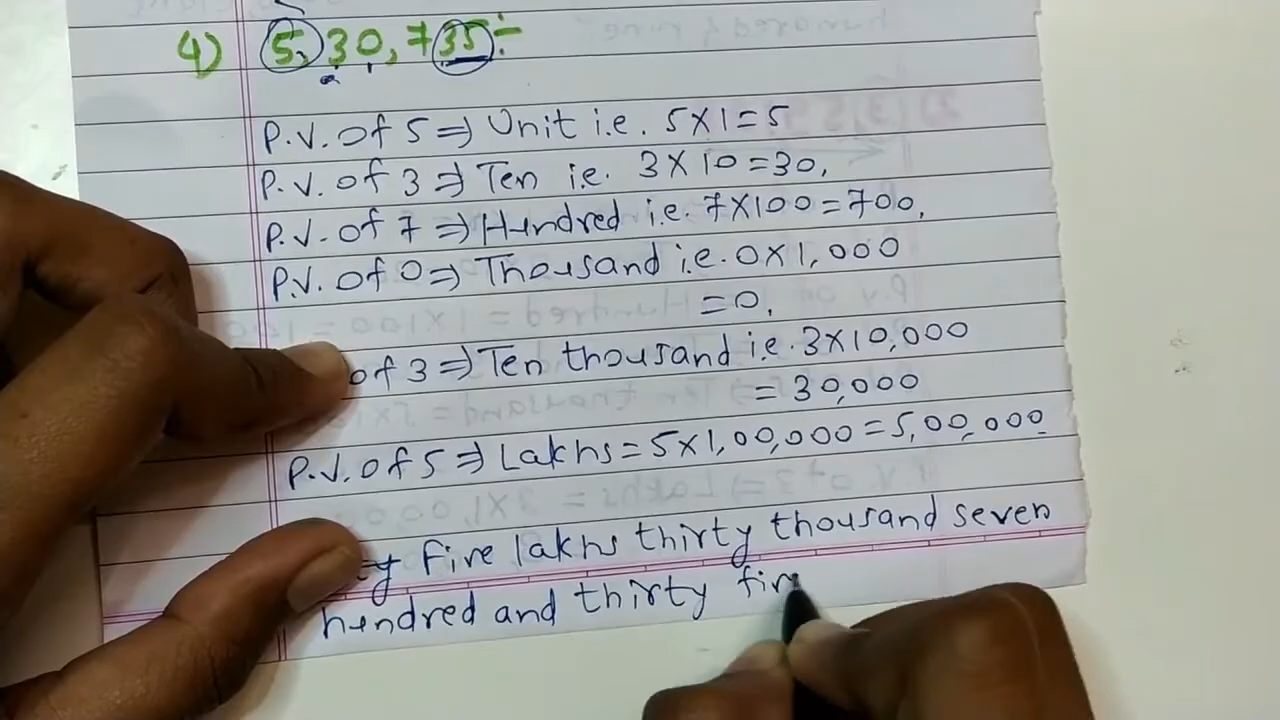 4) 5,30,735÷
P.V. of 5 ⇒ Unit i.e. 5×1=5
P.V. of 3 ⇒ Ten i.e. 3×10=30,
P.V. of 7 ⇒ Hundred i.e. 7×100=700,
P.V. of 0 ⇒ Thousand i.e. 0×1,000
=0,
of 3 ⇒ Ten thousand i.e. 3×10,000
= 30,000
P.V. of 5 ⇒ Lakhs = 5×1,00,000=5,00,000
Five lakhs thirty thousand seven
hundred and thirty fiv